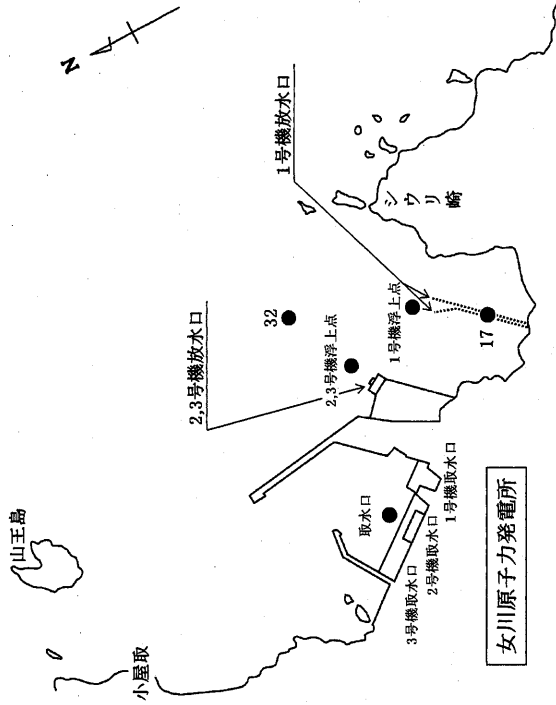 N
山王島
小屋取
1号機放水口
2,3号機放水口
シウリ崎
32
2,3号機浮上点
1号機浮上点
17
取水口
1号機取水口
2号機取水口
3号機取水口
女川原子力発電所